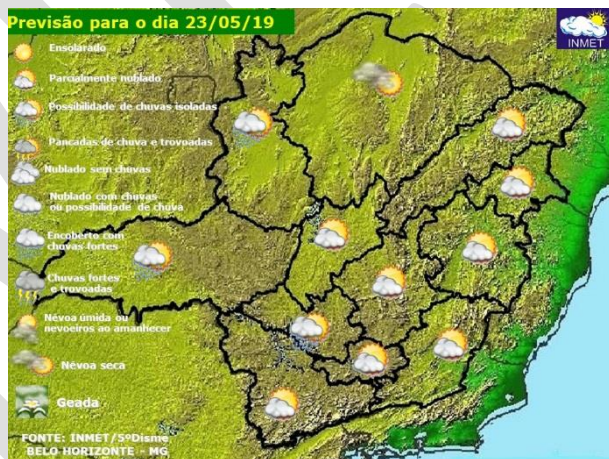 Previsão para o dia 23/05/19
INMET
Ensolarado
Parcialmente nublado
Possibilidade de chuvas isoladas
Pancadas de chuva e trovoadas
Nublado sem chuvas
Nublado com chuvas
ou possibilidade de chuva
Encoberto com
chuvas fortes
Chuvas fortes
e trovoadas
Névoa úmida ou
nevoeiros ao amanhecer
Névoa seca
Geada
FONTE: INMET/5ºDisme
BELO HORIZONTE - MG